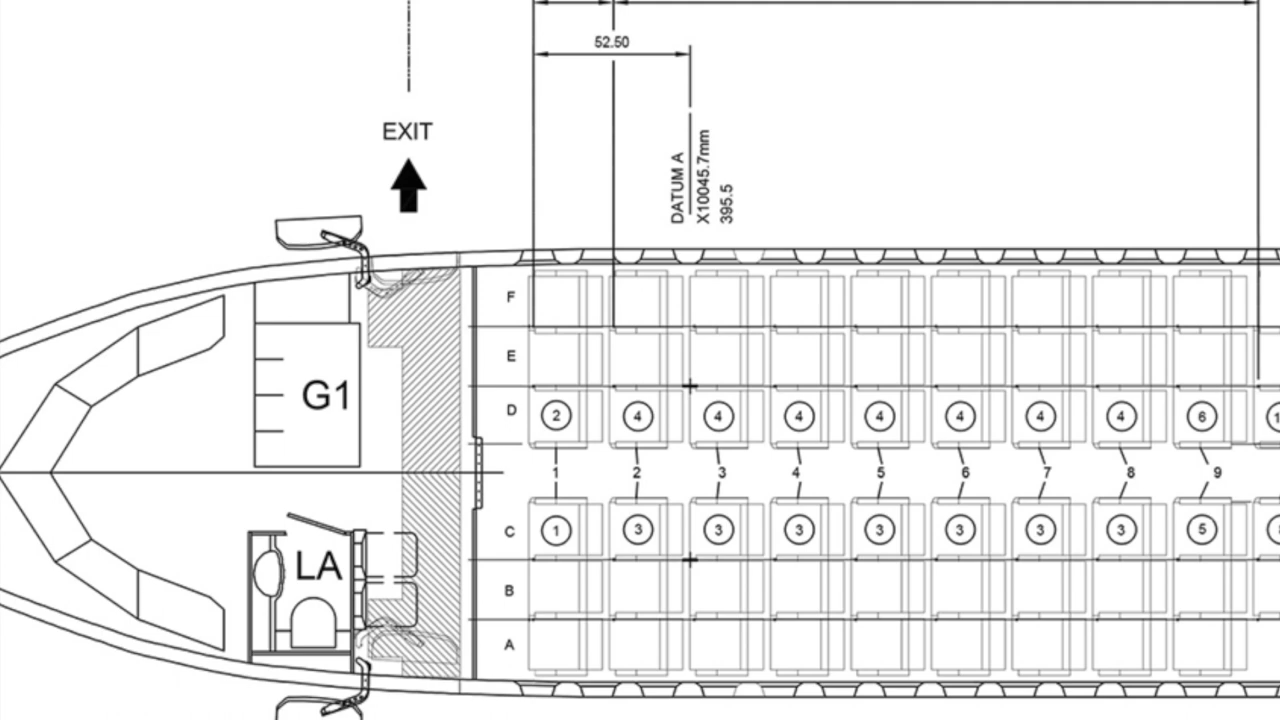 52.50
EXIT
DATUM A
X10045.7mm
395.5
F
E
G1
D
2 4 4 4 4 4 4 4 6
1 2 3 4 5 6 7 8 9
C
1 3 3 3 3 3 3 3 5
LA
B
A